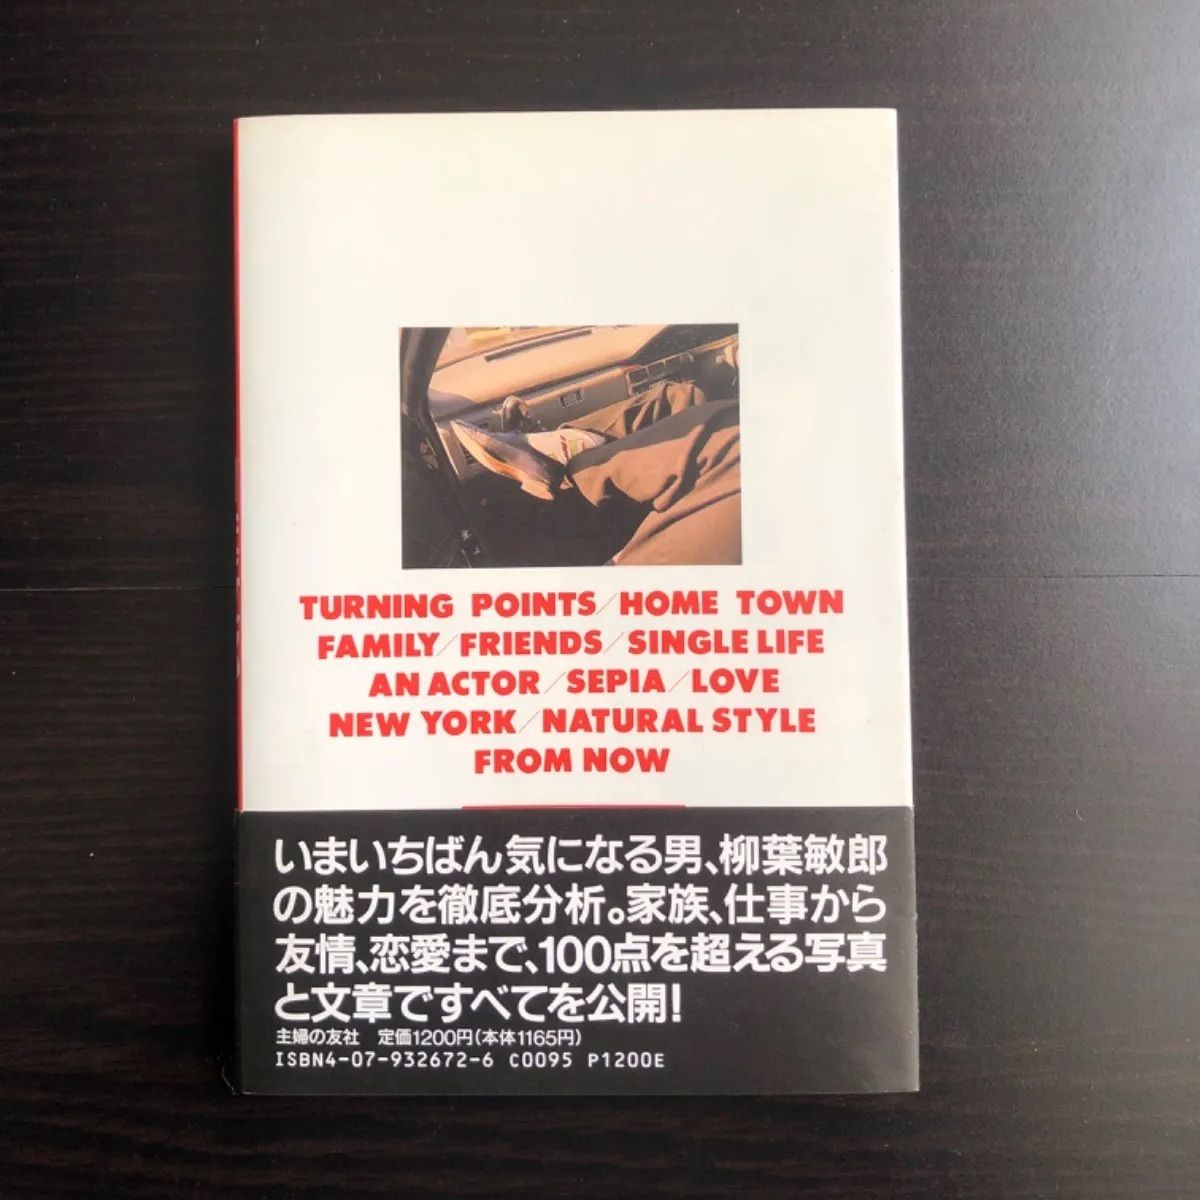 TURNING POINTS/HOME TOWN
FAMILY/FRIENDS/SINGLE LIFE
AN ACTOR/SEPIA/LOVE
NEW YORK/NATURAL STYLE
FROM NOW
いまいちばん気になる男、柳葉敏郎
の魅力を徹底分析。家族、仕事から
友情、恋愛まで、100点を超える写真
と文章ですべてを公開!
主婦の友社 定価1200円(本体1165円)
ISBN4-07-932672-6 C0095 P1200E